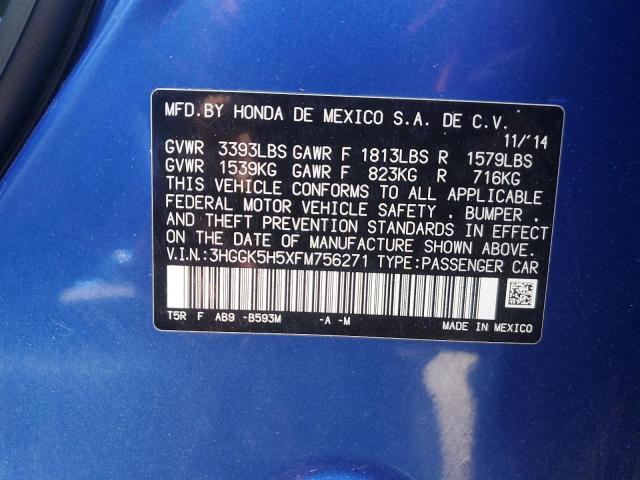 MFD.BY HONDA DE MEXICO S.A. DE C.V.
11/'14
GVWR 3393LBS GAWR F 1813LBS R 1579LBS
GVWR 1539KG GAWR F 823KG R 716KG
THIS VEHICLE CONFORMS TO ALL APPLICABLE
FEDERAL MOTOR VEHICLE SAFETY , BUMPER ,
AND THEFT PREVENTION STANDARDS IN EFFECT
ON THE DATE OF MANUFACTURE SHOWN ABOVE.
V.I.N.:3HGGK5H5XFM756271 TYPE:PASSENGER CAR
T5R F AB9 -B593M -A -M
MADE IN MEXICO